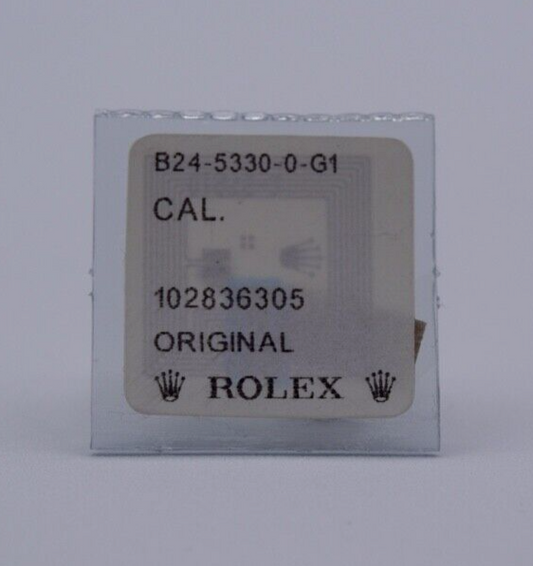 B24-5330-0-G1
CAL.
102836305
ORIGINAL
ROLEX